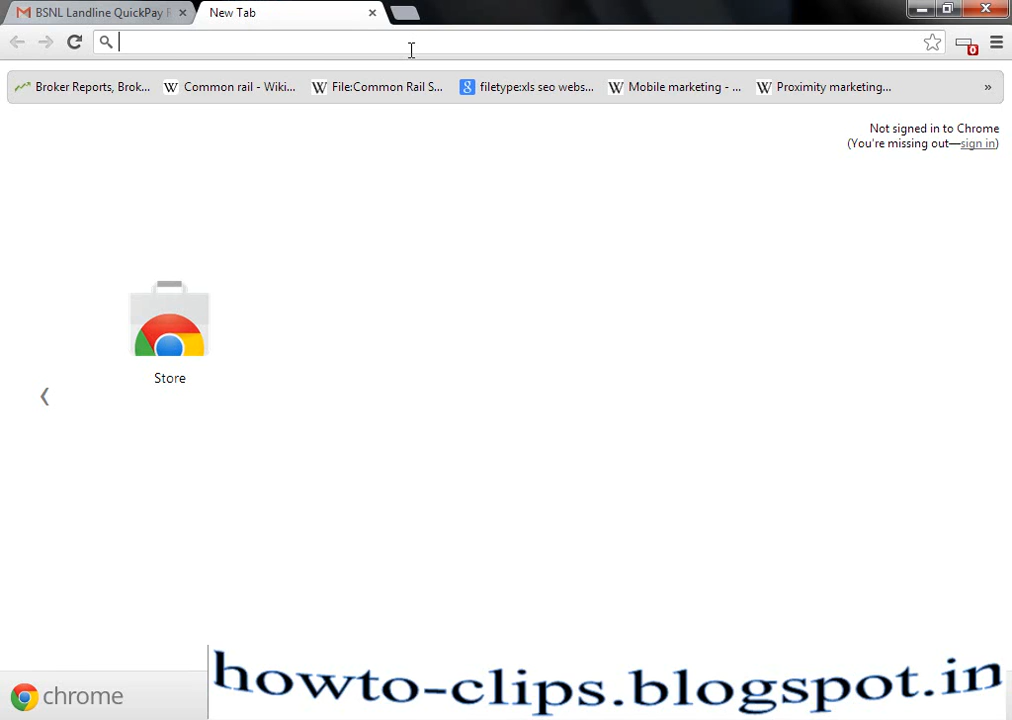 BSNL Landline QuickPay R
New Tab
Broker Reports, Brok...
Common rail - Wiki...
File:Common Rail S...
filetype:xls seo webs...
Mobile marketing - ...
Proximity marketing...
»
Not signed in to Chrome
(You're missing out—sign in)
Store
chrome
howto-clips.blogspot.in